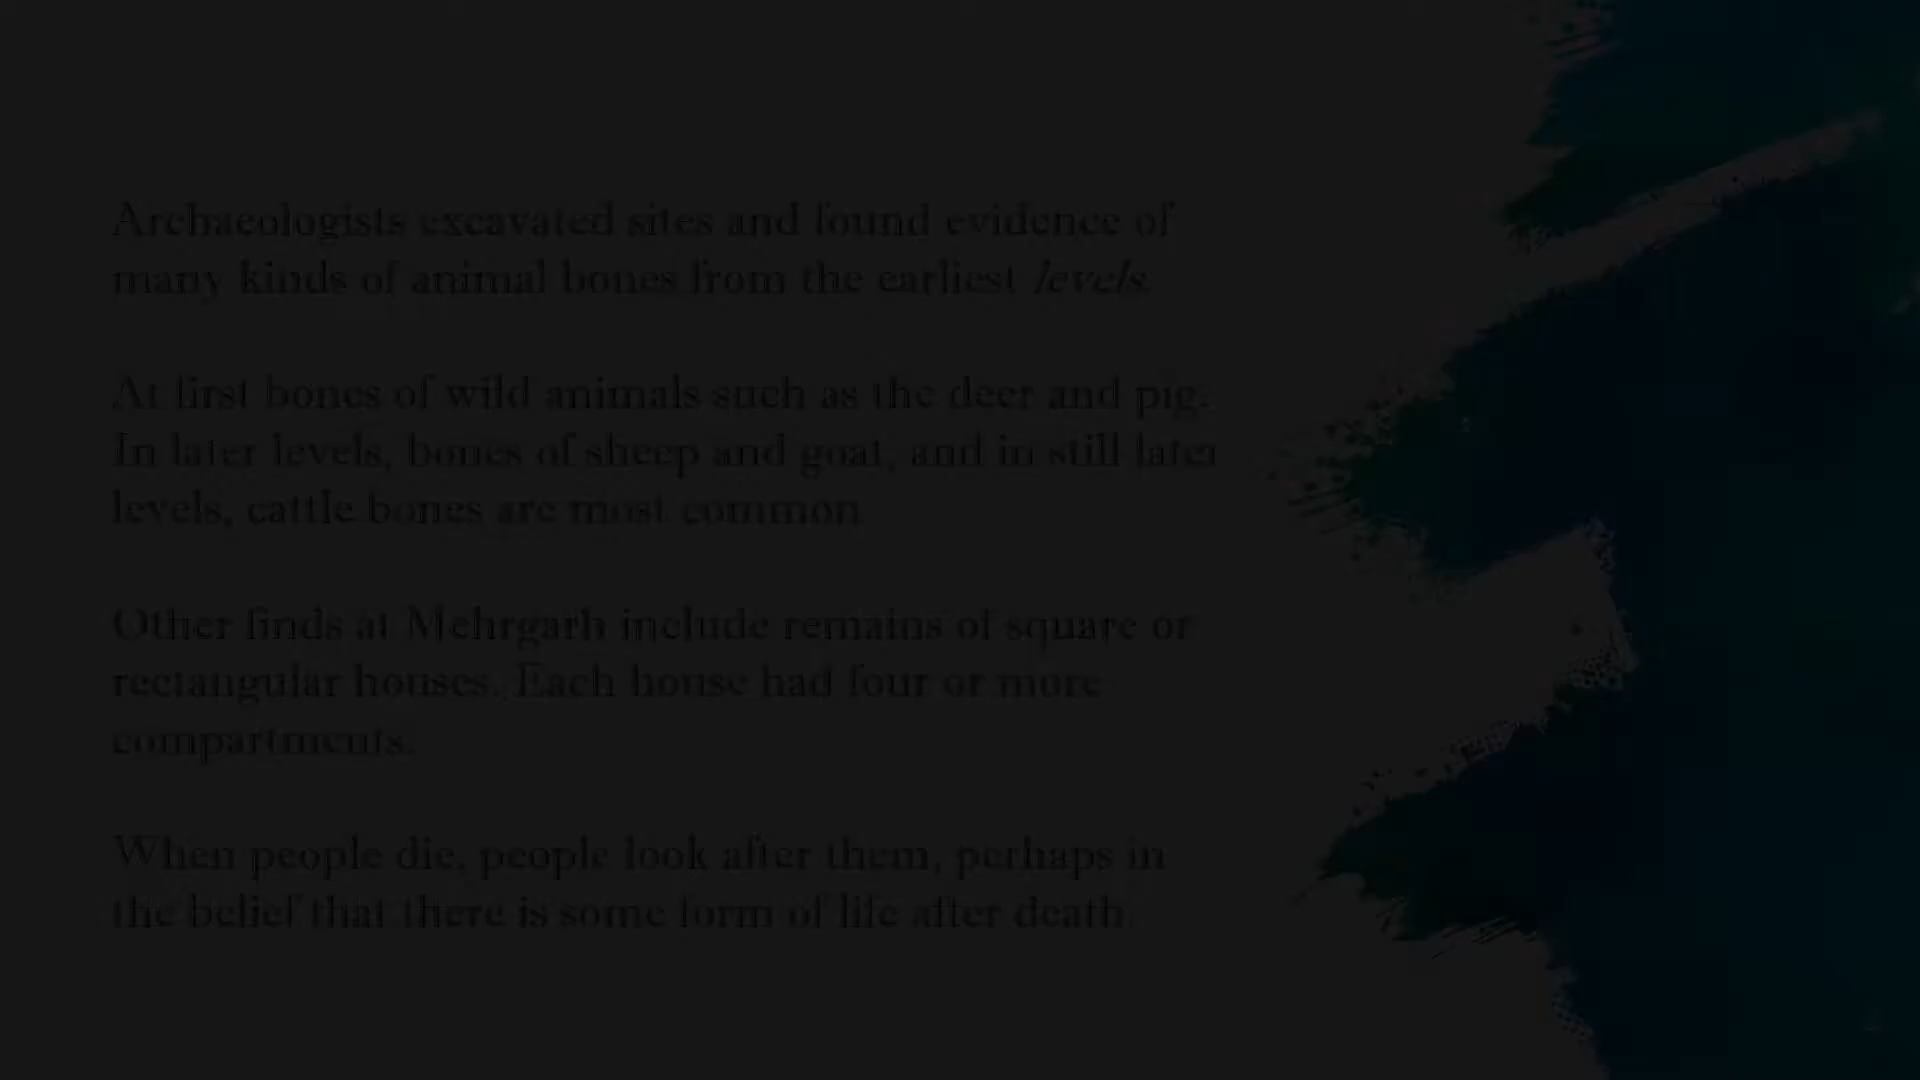 Archaeologists excavated sites and found evidence of
many kinds of animal bones from the earliest levels.
At first bones of wild animals such as the deer and pig.
In later levels, bones of sheep and goat, and in still later
levels, cattle bones are most common
Other finds at Mehrgarh include remains of square or
rectangular houses. Each house had four or more
compartments.
When people die, people look after them, perhaps in
the belief that there is some form of life after death.